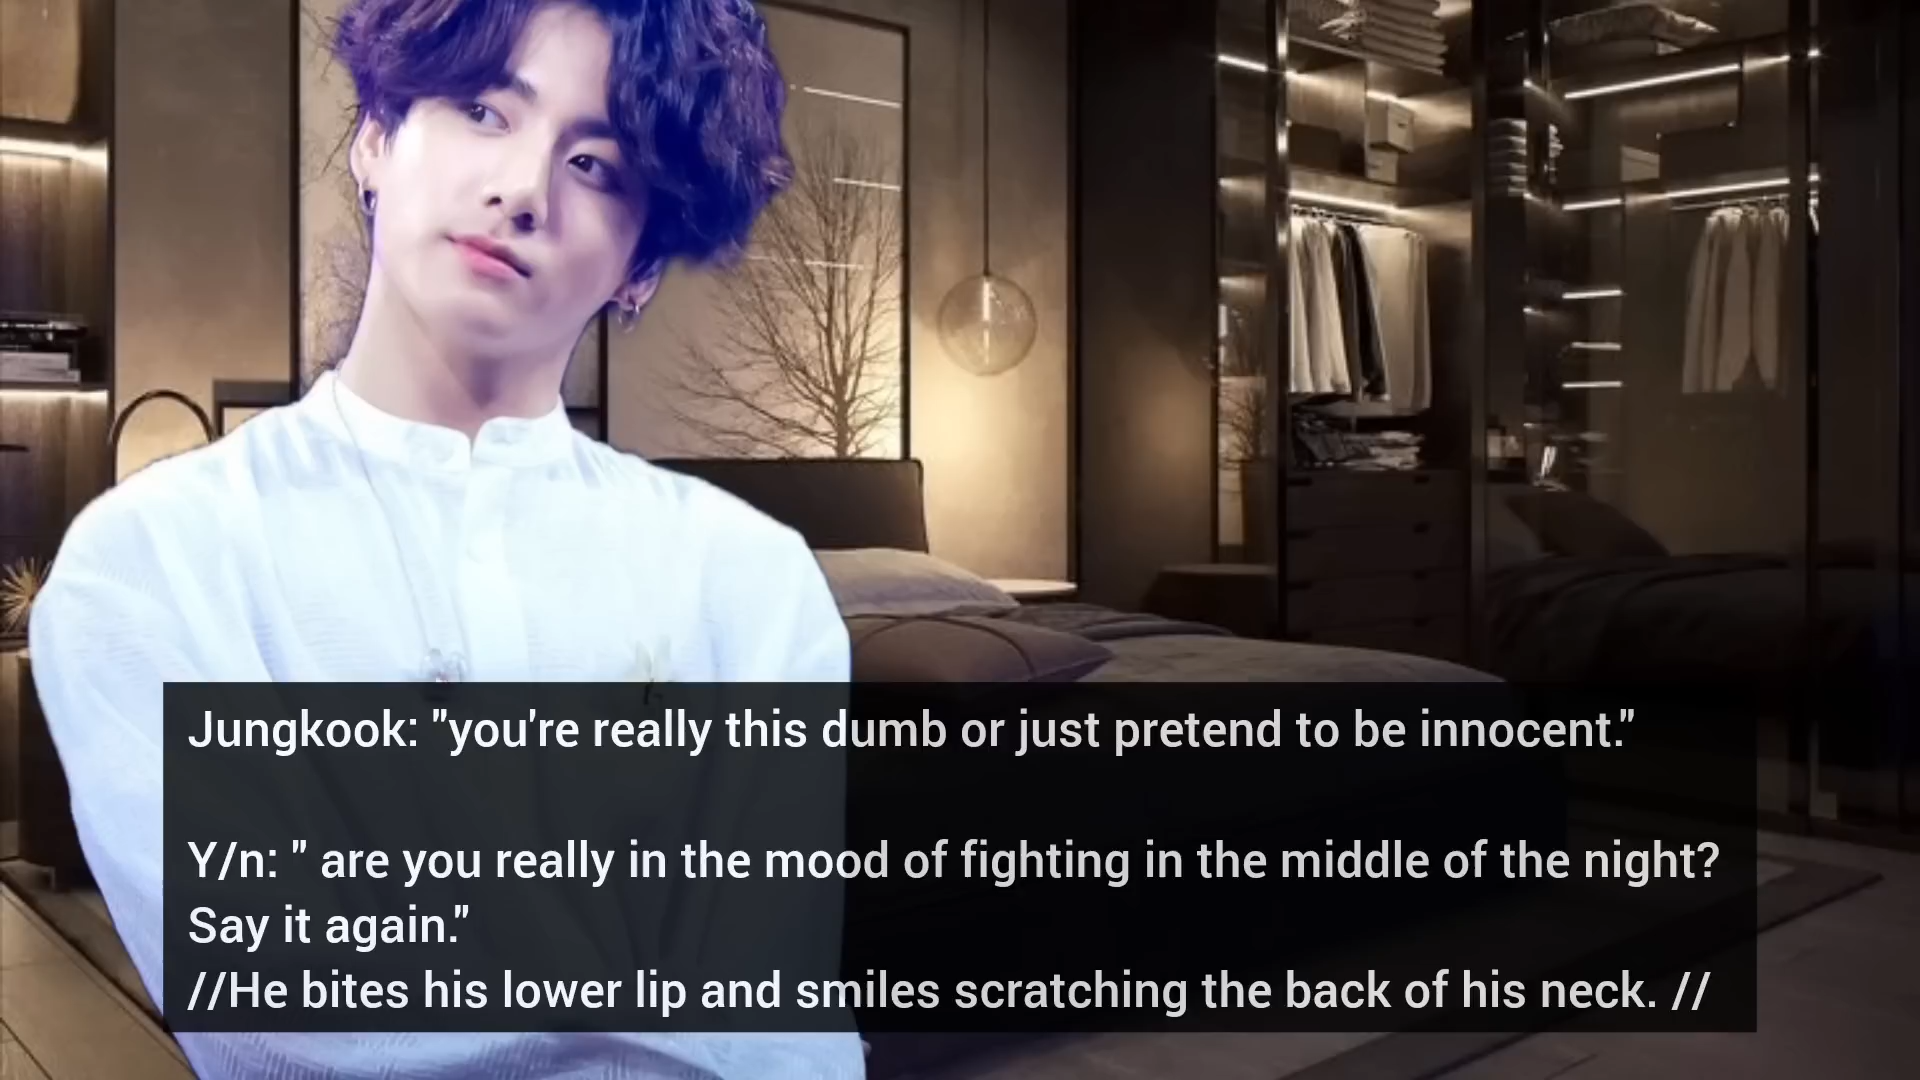 Jungkook: "you're really this dumb or just pretend to be innocent."
Y/n: " are you really in the mood of fighting in the middle of the night?
Say it again."
//He bites his lower lip and smiles scratching the back of his neck. //